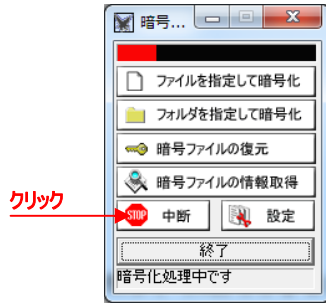 暗号...
ファイルを指定して暗号化
フォルダを指定して暗号化
暗号ファイルの復元
暗号ファイルの情報取得
クリック
STOP 中断 設定
終了
暗号化処理中です